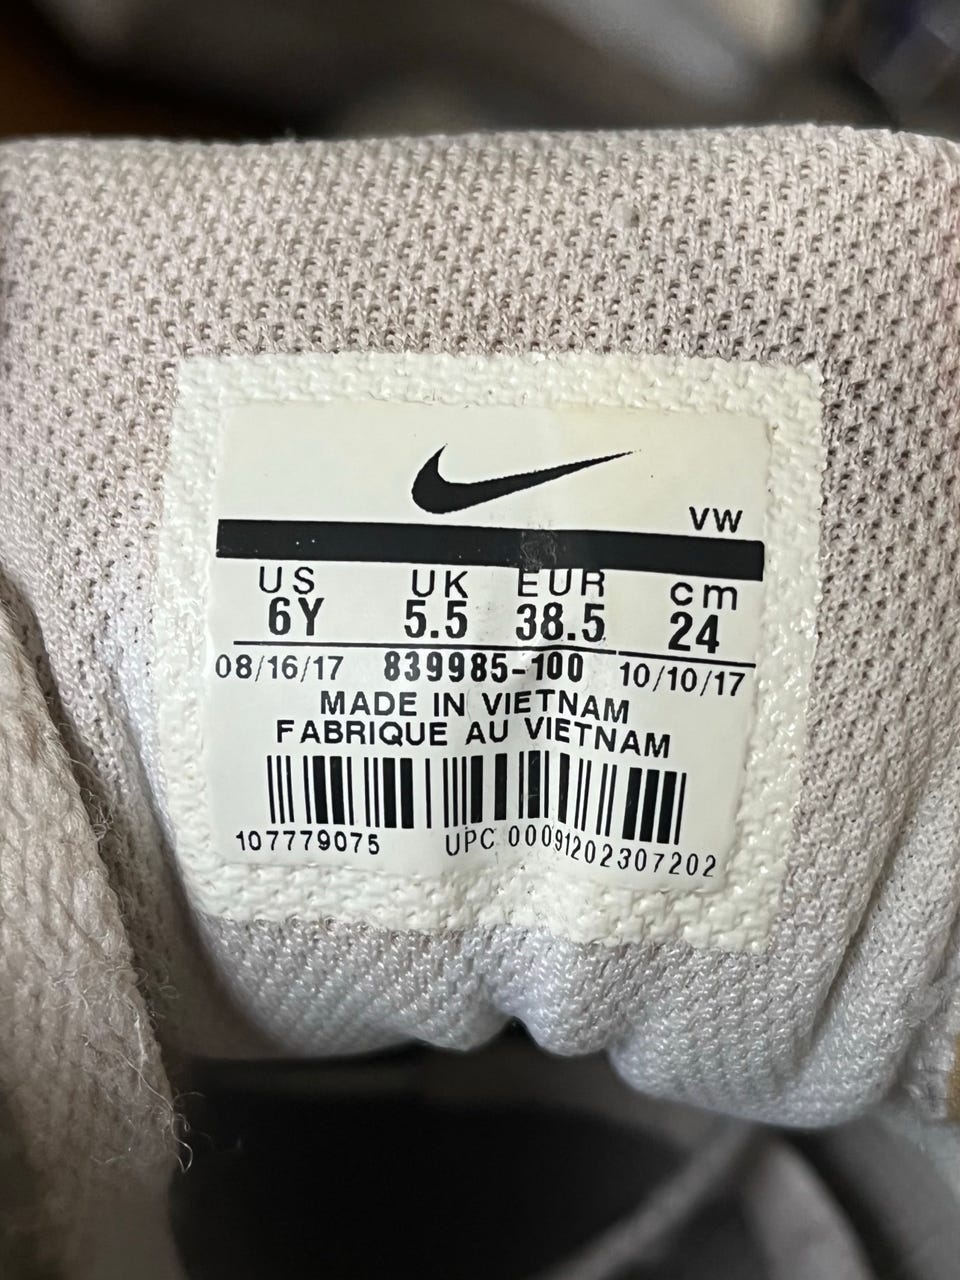 VW
US UK EUR cm
6Y 5.5 38.5 24
08/16/17 839985-100 10/10/17
MADE IN VIETNAM
FABRIQUE AU VIETNAM
107779075 UPC 00091202307202